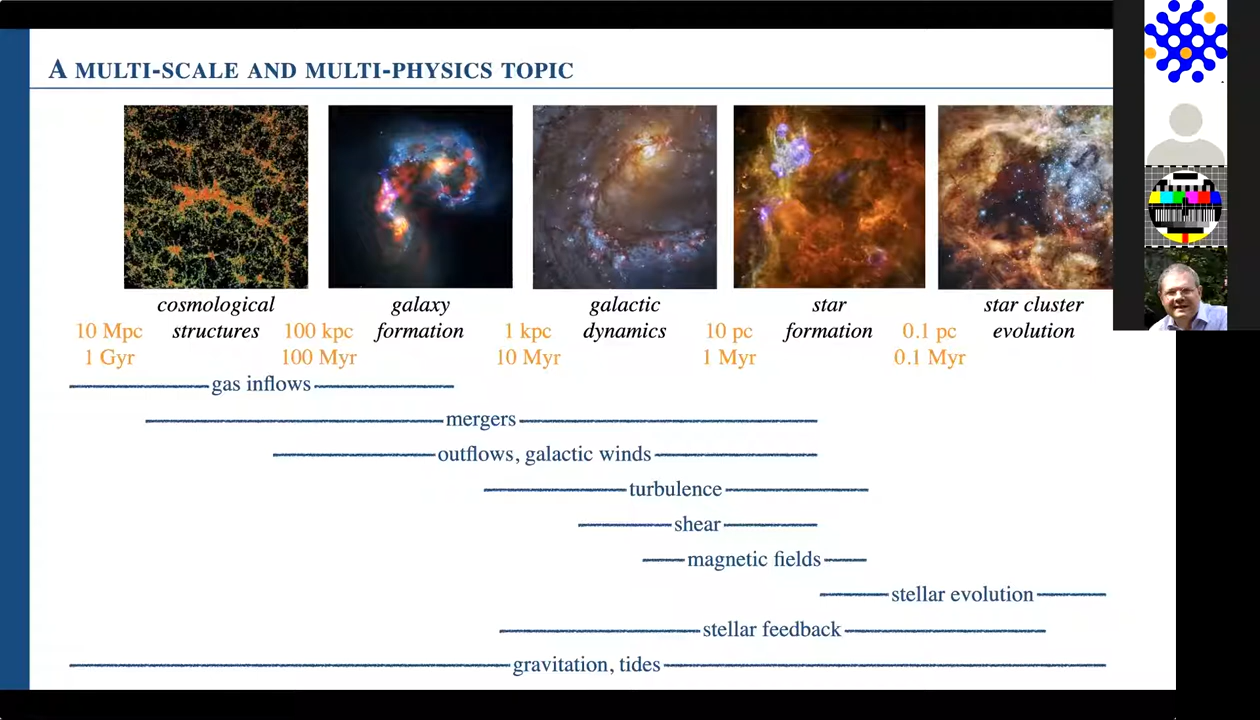 A MULTI-SCALE AND MULTI-PHYSICS TOPIC
cosmological structures
galaxy formation
galactic dynamics
star formation
star cluster evolution
10 Mpc
1 Gyr
100 kpc
100 Myr
1 kpc
10 Myr
10 pc
1 Myr
0.1 pc
0.1 Myr
gas inflows
mergers
outflows, galactic winds
turbulence
shear
magnetic fields
stellar evolution
stellar feedback
gravitation, tides